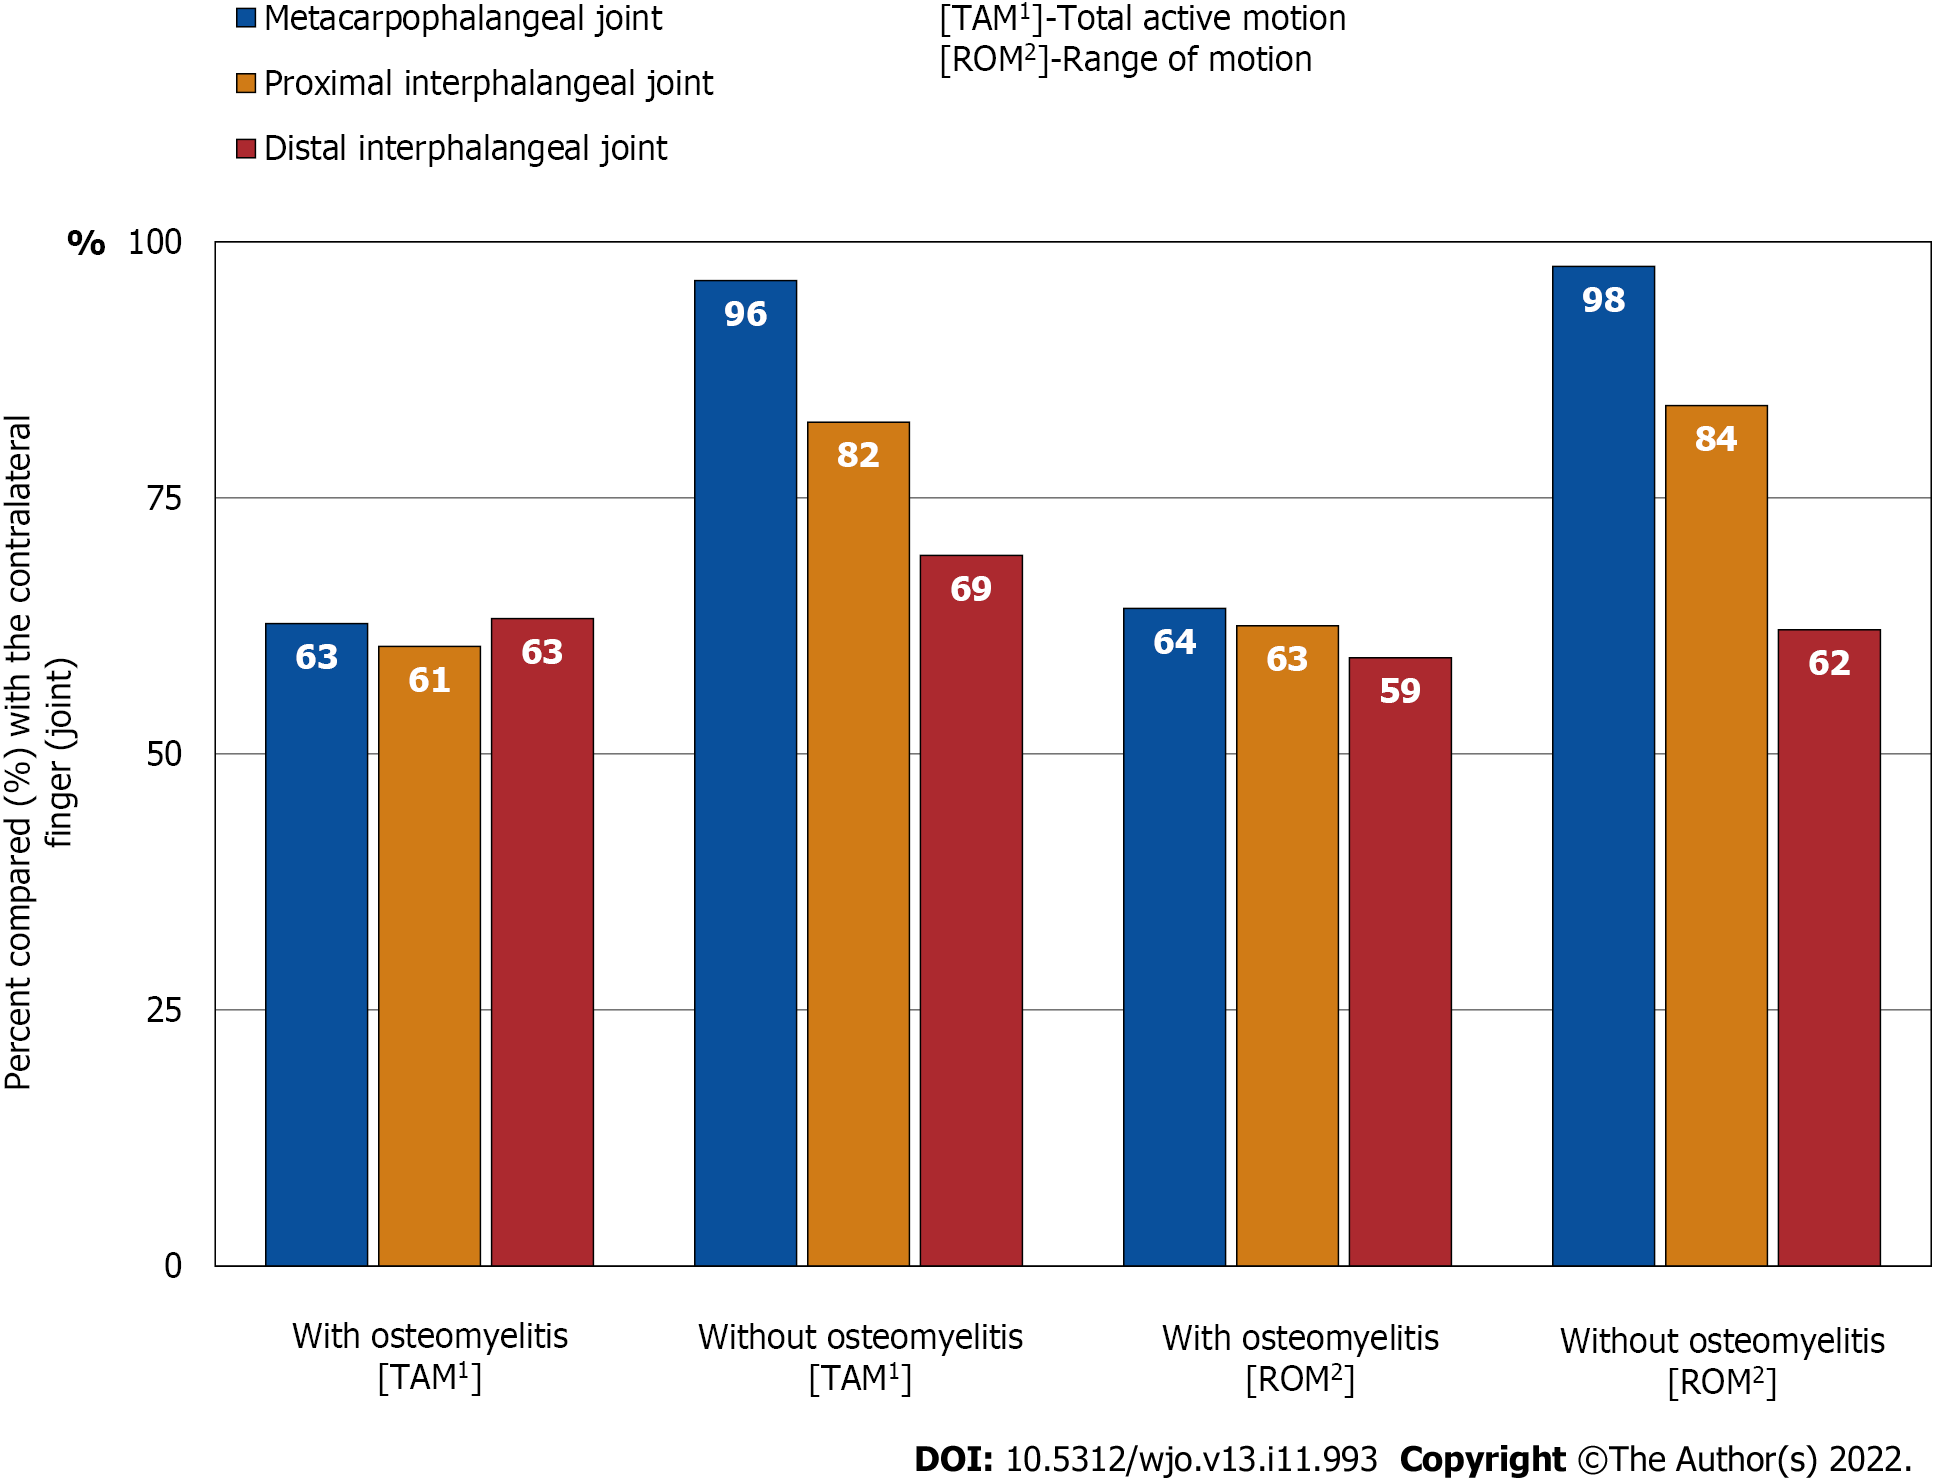 Metacarpophalangeal joint
Proximal interphalangeal joint
Distal interphalangeal joint
[TAM¹]-Total active motion
[ROM²]-Range of motion
Percent compared (%) with the contralateral
finger (joint)
% 100
75
50
25
0
63
61
63
96
82
69
64
63
59
98
84
62
With osteomyelitis
[TAM¹]
Without osteomyelitis
[TAM¹]
With osteomyelitis
[ROM²]
Without osteomyelitis
[ROM²]
DOI: 10.5312/wjo.v13.i11.993 Copyright ©The Author(s) 2022.